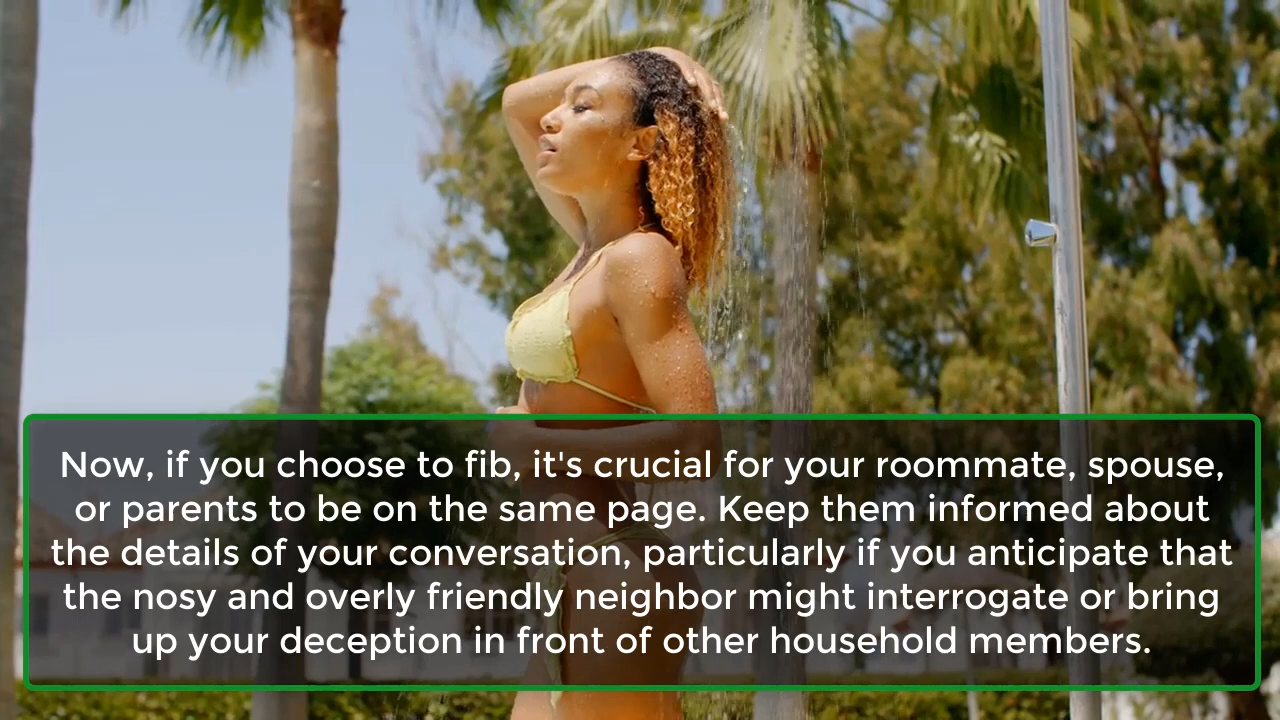 Now, if you choose to fib, it's crucial for your roommate, spouse,
or parents to be on the same page. Keep them informed about
the details of your conversation, particularly if you anticipate that
the nosy and overly friendly neighbor might interrogate or bring
up your deception in front of other household members.